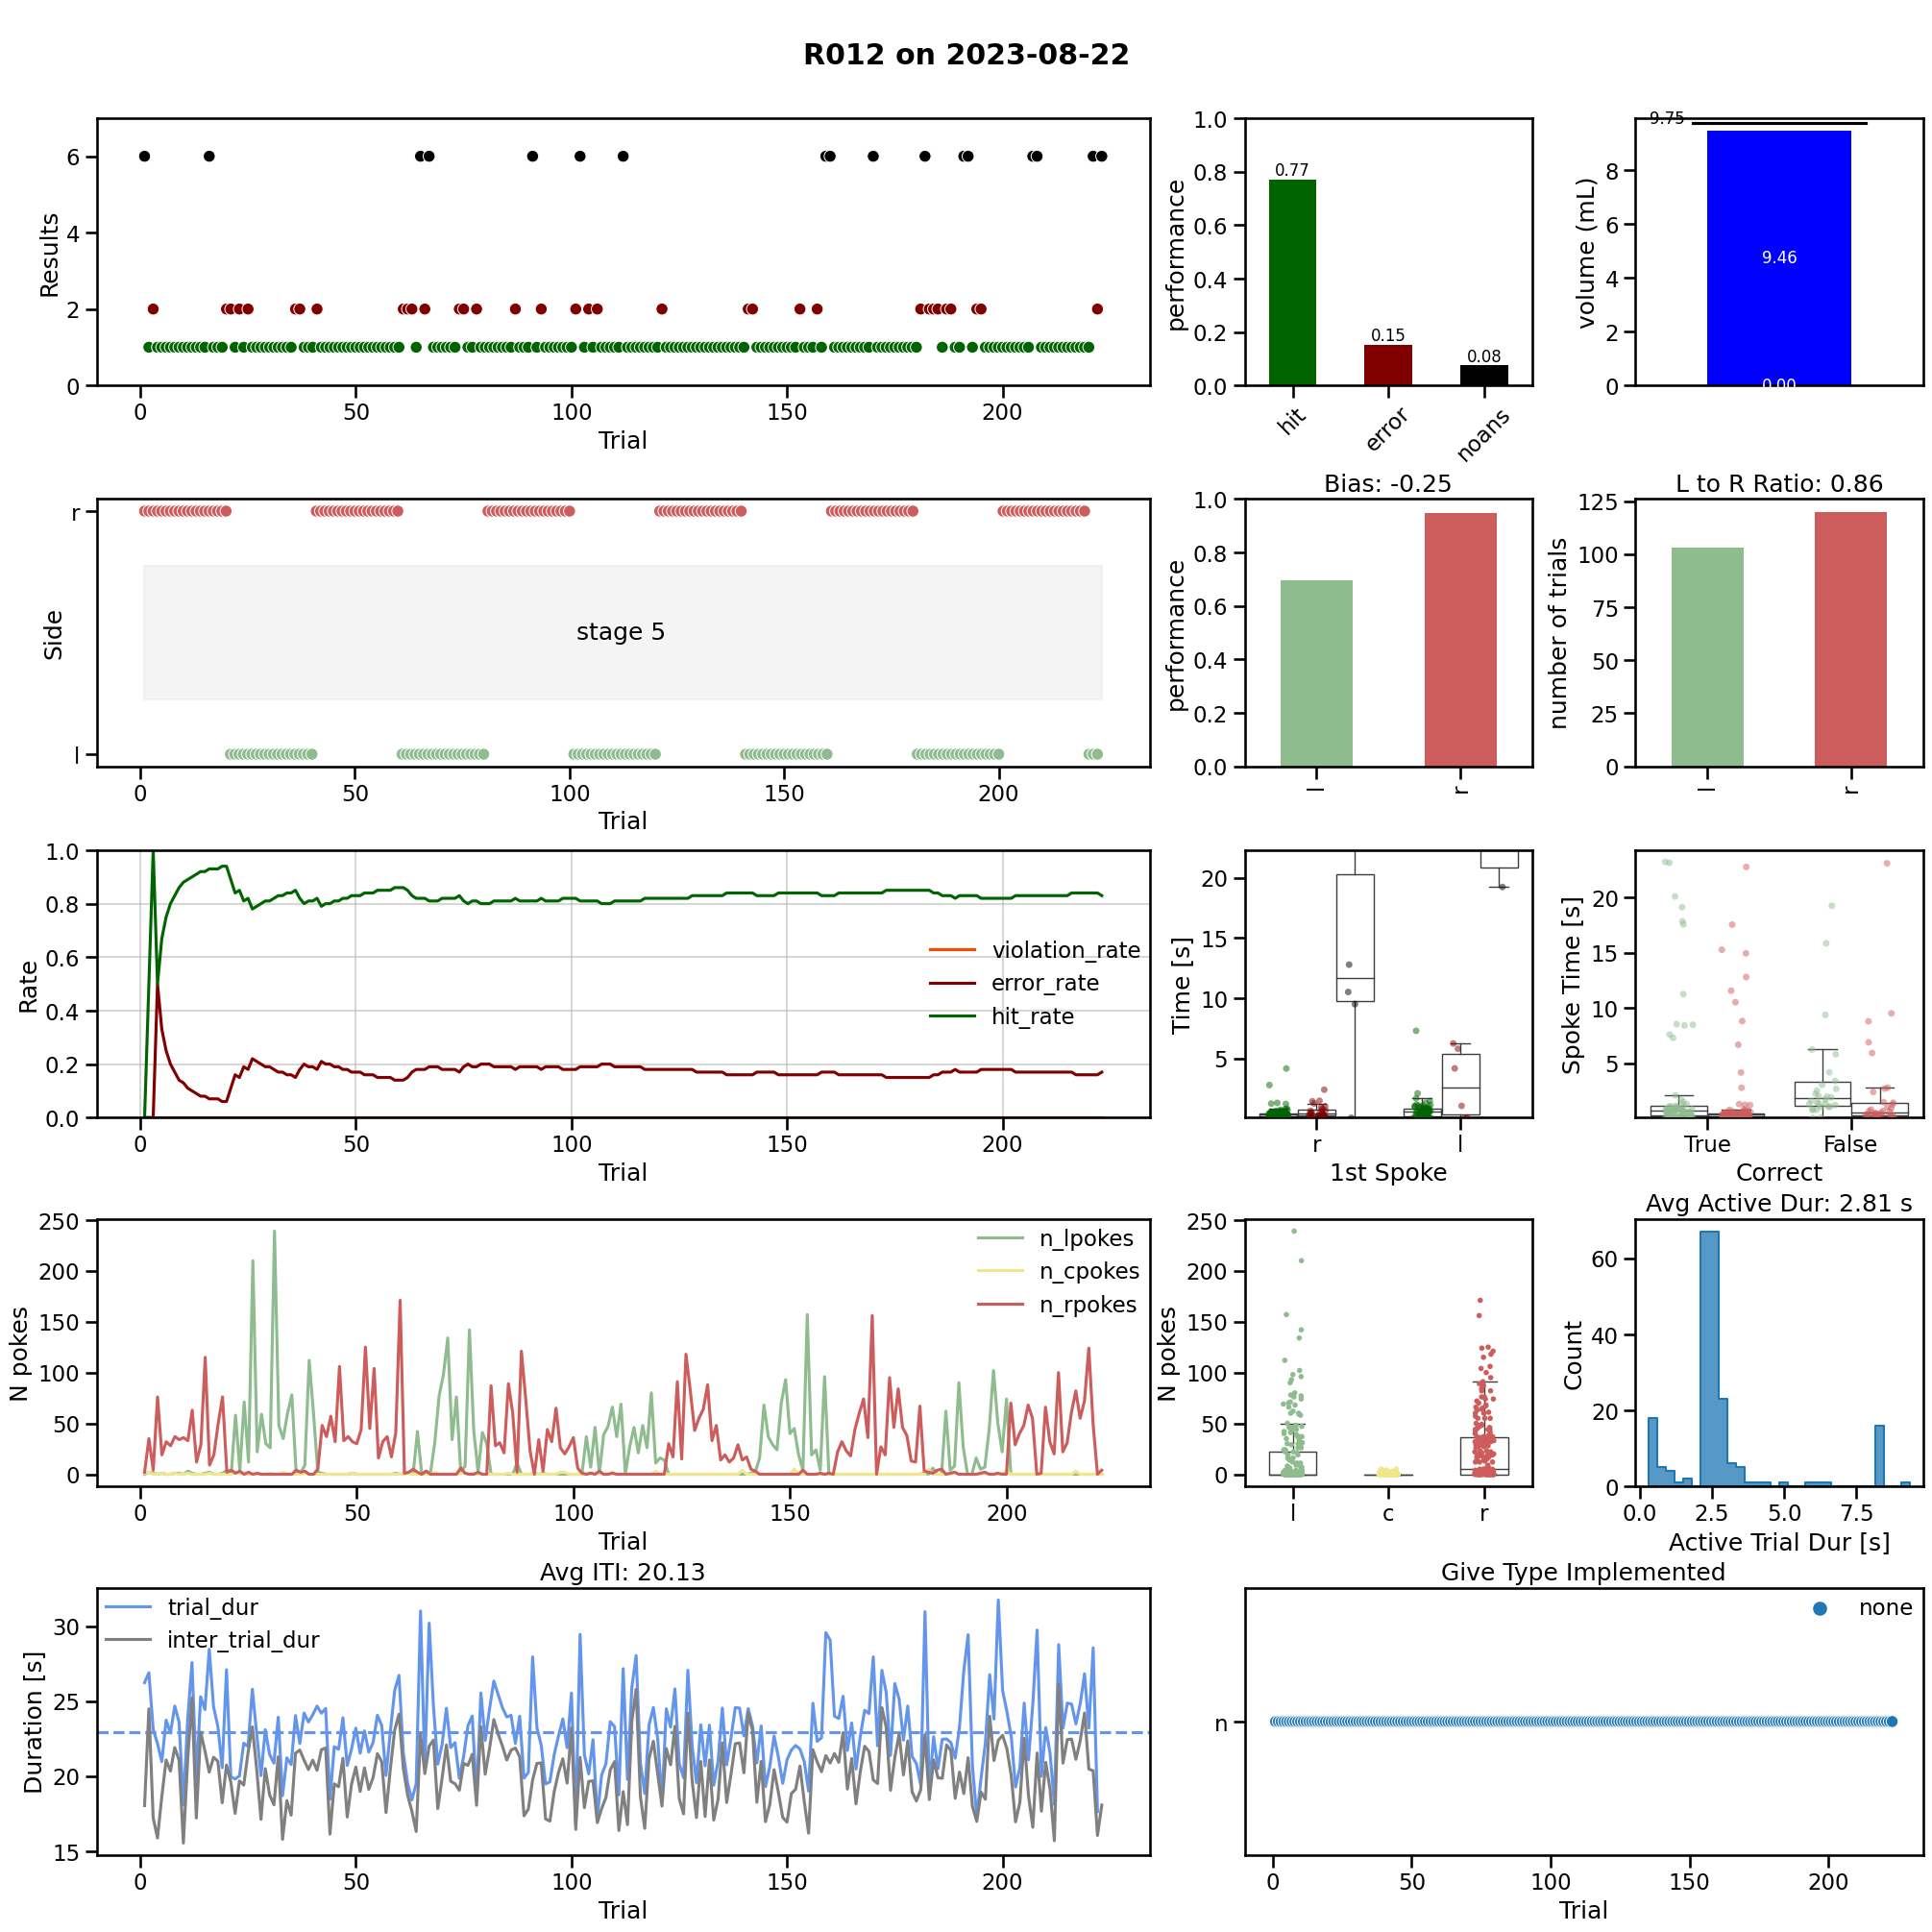 R012 on 2023-08-22
Results
6
4
2
0
0
50
100
150
200
Trial
performance
1.0
0.8
0.6
0.4
0.2
0.0
0.77
0.15
0.08
hit
error
noans
volume (mL)
8
6
4
2
0
9.75
9.46
0.00
Side
r
l
stage 5
0
50
100
150
200
Trial
Bias: -0.25
performance
1.0
0.8
0.6
0.4
0.2
0.0
l
r
L to R Ratio: 0.86
number of trials
125
100
75
50
25
0
l
r
Rate
1.0
0.8
0.6
0.4
0.2
0.0
violation_rate
error_rate
hit_rate
0
50
100
150
200
Trial
Time [s]
20
15
10
5
r
l
1st Spoke
Spoke Time [s]
20
15
10
5
True
False
Correct
N pokes
250
200
150
100
50
0
n_lpokes
n_cpokes
n_rpokes
0
50
100
150
200
Trial
N pokes
250
200
150
100
50
0
l
c
r
Avg Active Dur: 2.81 s
Count
60
40
20
0
0.0
2.5
5.0
7.5
Active Trial Dur [s]
Avg ITI: 20.13
Duration [s]
30
25
20
15
trial_dur
inter_trial_dur
0
50
100
150
200
Trial
Give Type Implemented
none
n
0
50
100
150
200
Trial